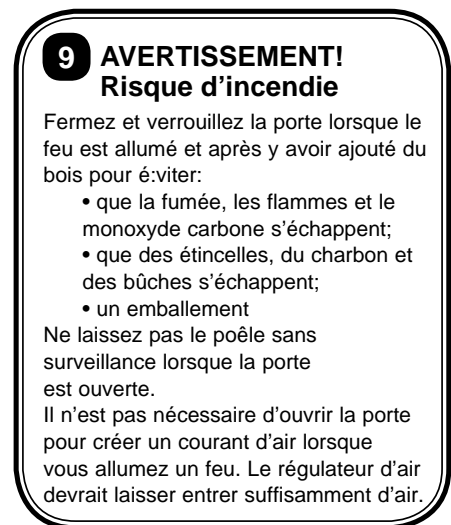 9 AVERTISSEMENT!
Risque d’incendie
Fermez et verrouillez la porte lorsque le
feu est allumé et après y avoir ajouté du
bois pour é:viter:
• que la fumée, les flammes et le
monoxyde carbone s’échappent;
• que des étincelles, du charbon et
des bûches s’échappent;
• un emballement
Ne laissez pas le poêle sans
surveillance lorsque la porte
est ouverte.
Il n’est pas nécessaire d’ouvrir la porte
pour créer un courant d’air lorsque
vous allumez un feu. Le régulateur d’air
devrait laisser entrer suffisamment d’air.